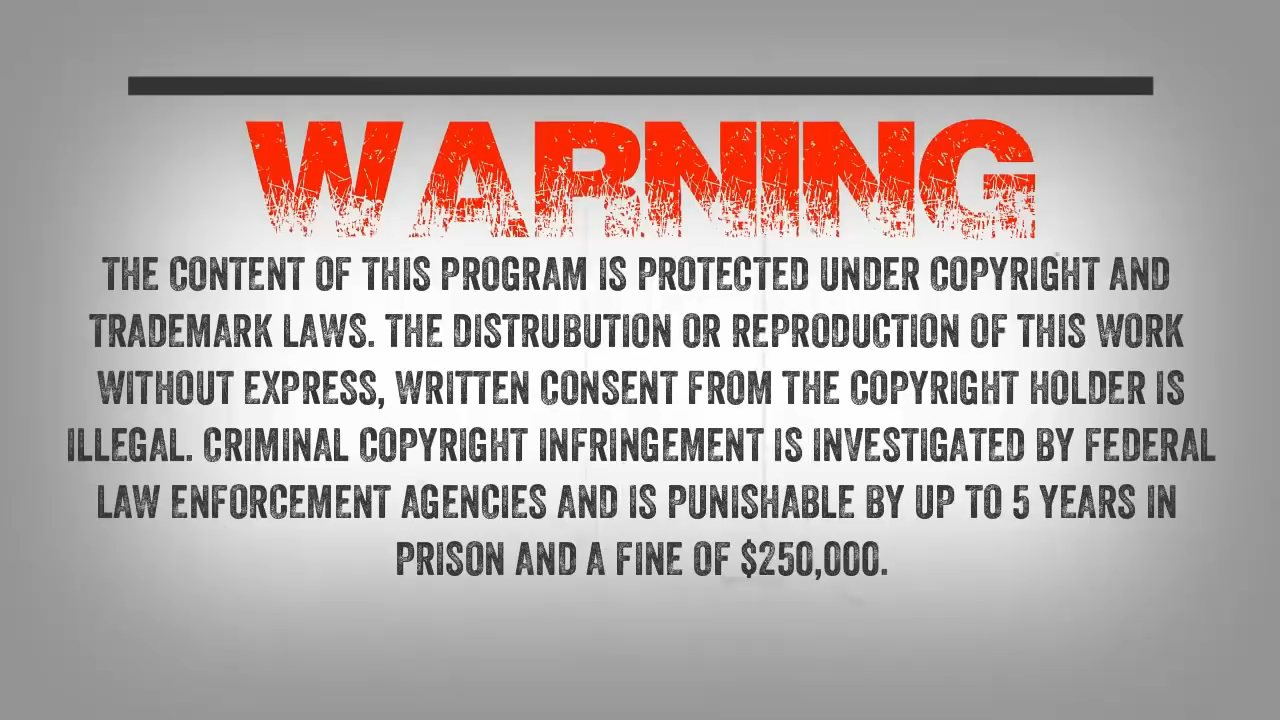 WARNING
THE CONTENT OF THIS PROGRAM IS PROTECTED UNDER COPYRIGHT AND
TRADEMARK LAWS. THE DISTRUBUTION OR REPRODUCTION OF THIS WORK
WITHOUT EXPRESS, WRITTEN CONSENT FROM THE COPYRIGHT HOLDER IS
ILLEGAL. CRIMINAL COPYRIGHT INFRINGEMENT IS INVESTIGATED BY FEDERAL
LAW ENFORCEMENT AGENCIES AND IS PUNISHABLE BY UP TO 5 YEARS IN
PRISON AND A FINE OF $250,000.